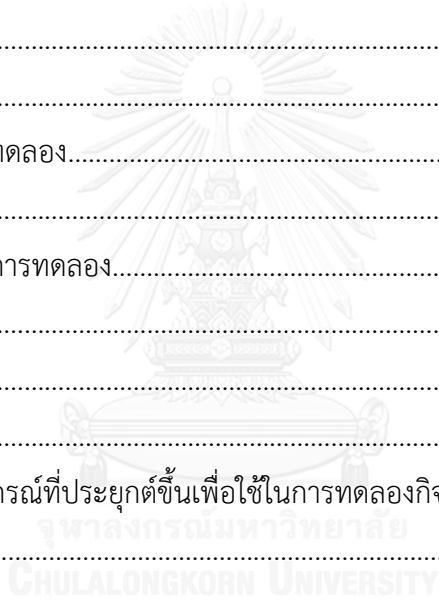 ................................................................
................................................................
ทดลอง................................................................
................................................................
การทดลอง................................................................
................................................................
................................................................
................................................................
กรณ์ที่ประยุกต์ขึ้นเพื่อใช้ในการทดลองกิจ
จุฬาลงกรณ์มหาวิทยาลัย
................................................................
CHULALONGKORN UNIVERSITY